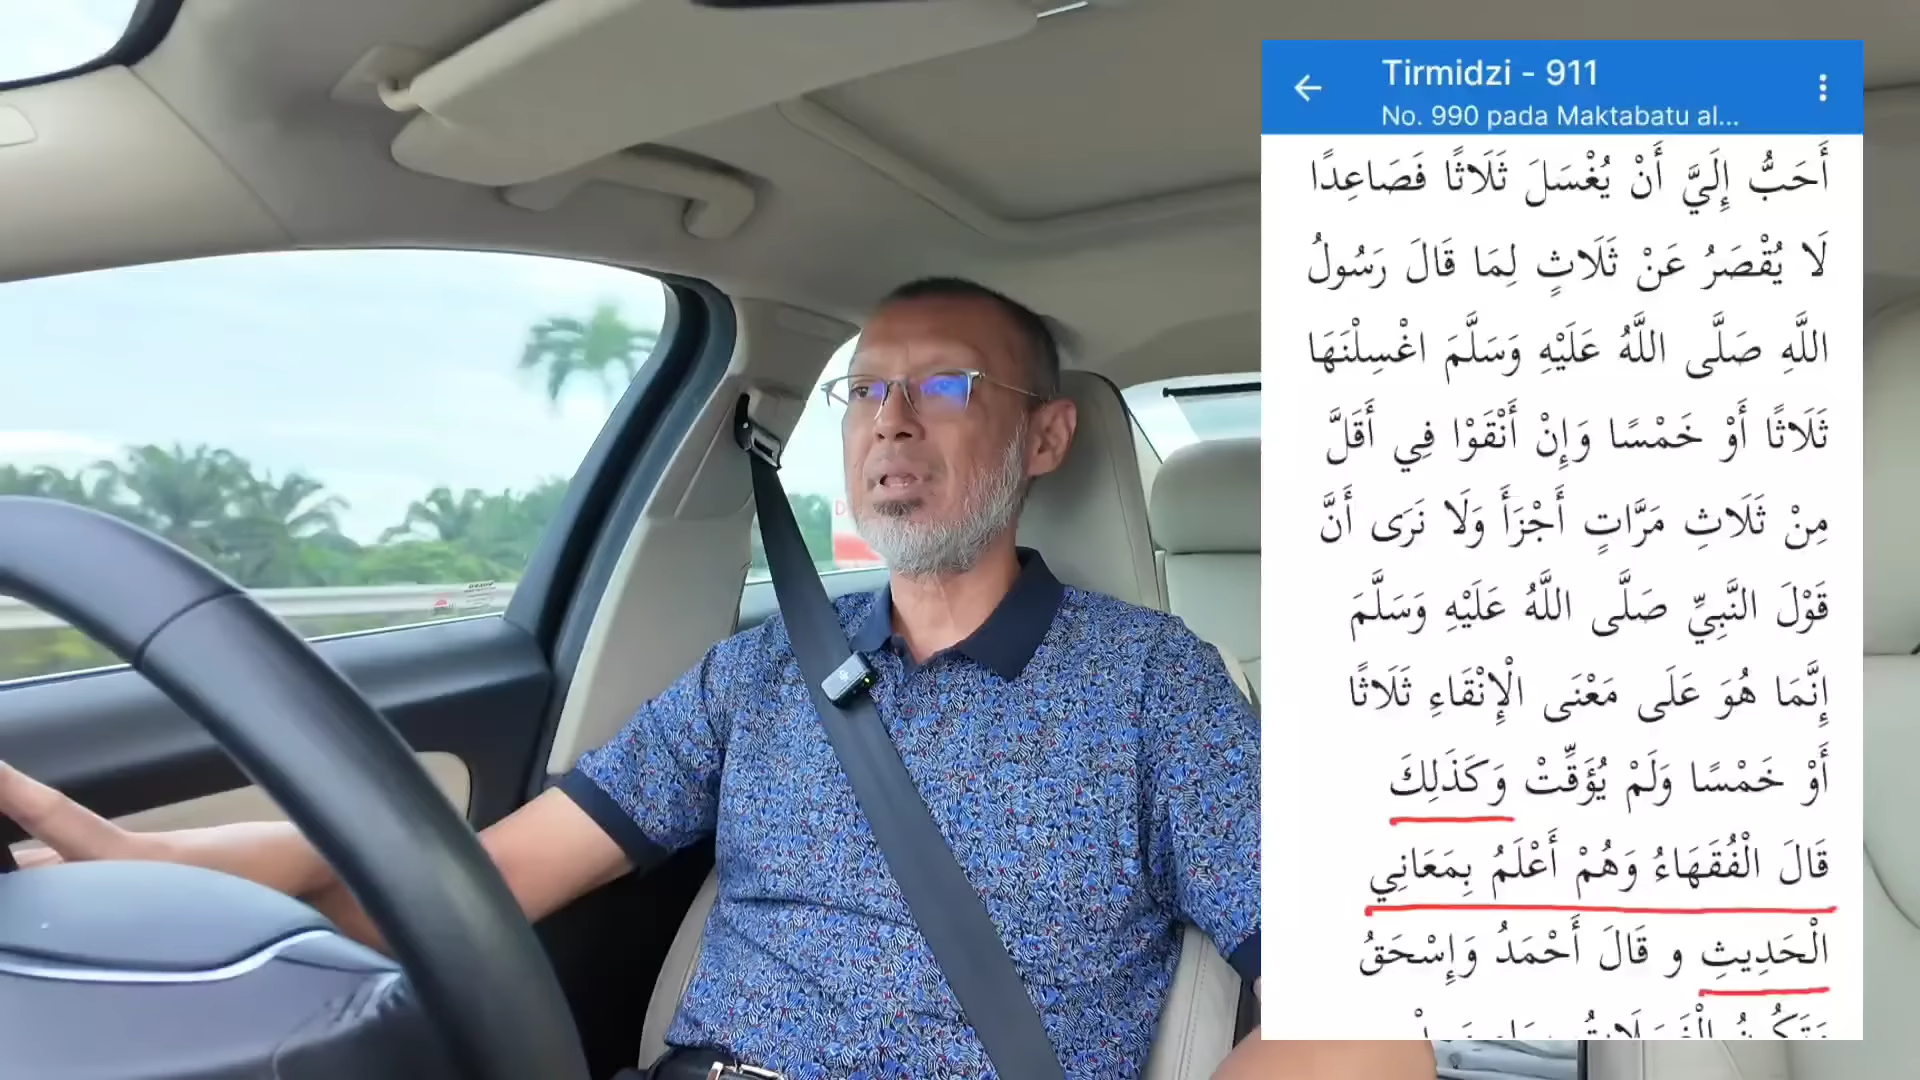 Tirmidzi - 911
No. 990 pada Maktabatu al...
أَحَبُّ إِلَيَّ أَنْ يُغْسَلَ ثَلَاثًا فَصَاعِدًا
لَا يُقْصَرُ عَنْ ثَلَاثٍ لِمَا قَالَ رَسُولُ
اللَّهِ صَلَّى اللَّهُ عَلَيْهِ وَسَلَّمَ اغْسِلْنَهَا
ثَلَاثًا أَوْ خَمْسًا وَإِنْ أَنْقَوْا فِي أَقَلَّ
مِنْ ثَلَاثِ مَرَّاتٍ أَجْزَأَ وَلَا نَرَى أَنَّ
قَوْلَ النَّبِيِّ صَلَّى اللَّهُ عَلَيْهِ وَسَلَّمَ
إِنَّمَا هُوَ عَلَى مَعْنَى الْإِنْقَاءِ ثَلَاثًا
أَوْ خَمْسًا وَلَمْ يُؤَقِّتْ وَكَذَلِكَ
قَالَ الْفُقَهَاءُ وَهُمْ أَعْلَمُ بِمَعَانِي
الْحَدِيثِ و قَالَ أَحْمَدُ وَإِسْحَقُ